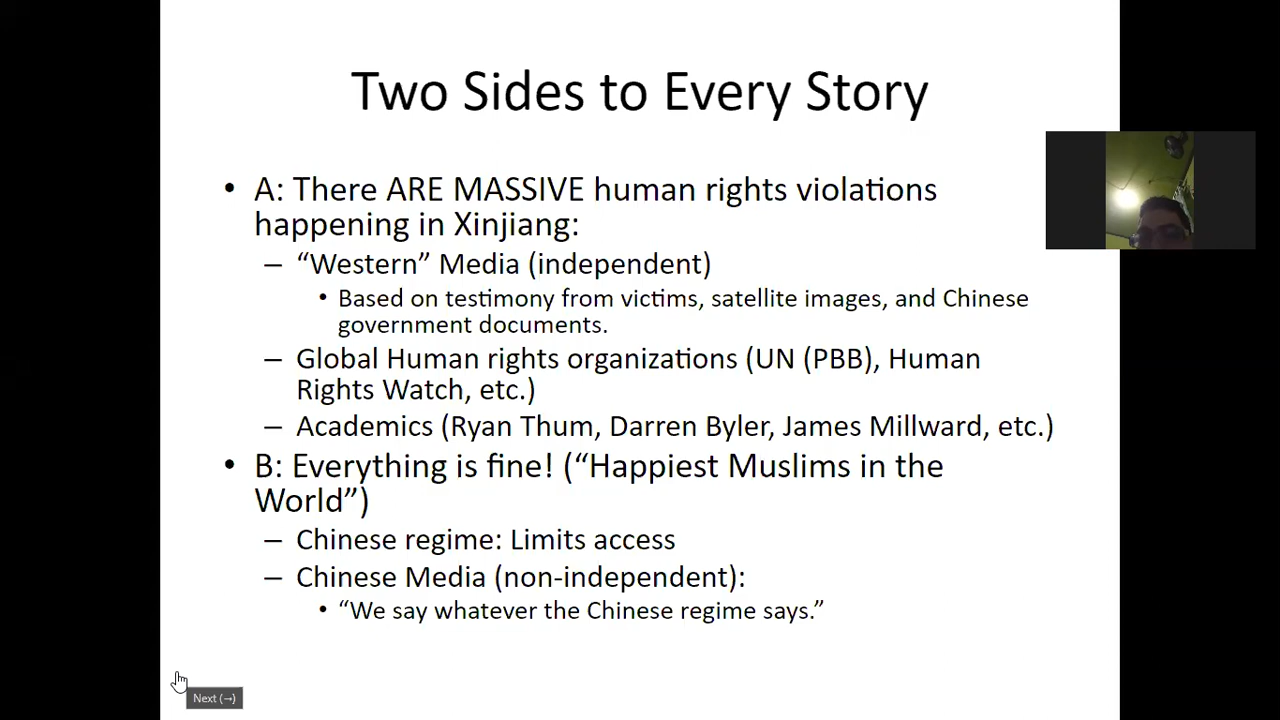 Two Sides to Every Story
• A: There ARE MASSIVE human rights violations
happening in Xinjiang:
– “Western” Media (independent)
• Based on testimony from victims, satellite images, and Chinese
government documents.
– Global Human rights organizations (UN (PBB), Human
Rights Watch, etc.)
– Academics (Ryan Thum, Darren Byler, James Millward, etc.)
• B: Everything is fine! (“Happiest Muslims in the
World”)
– Chinese regime: Limits access
– Chinese Media (non-independent):
• “We say whatever the Chinese regime says.”
Next (→)